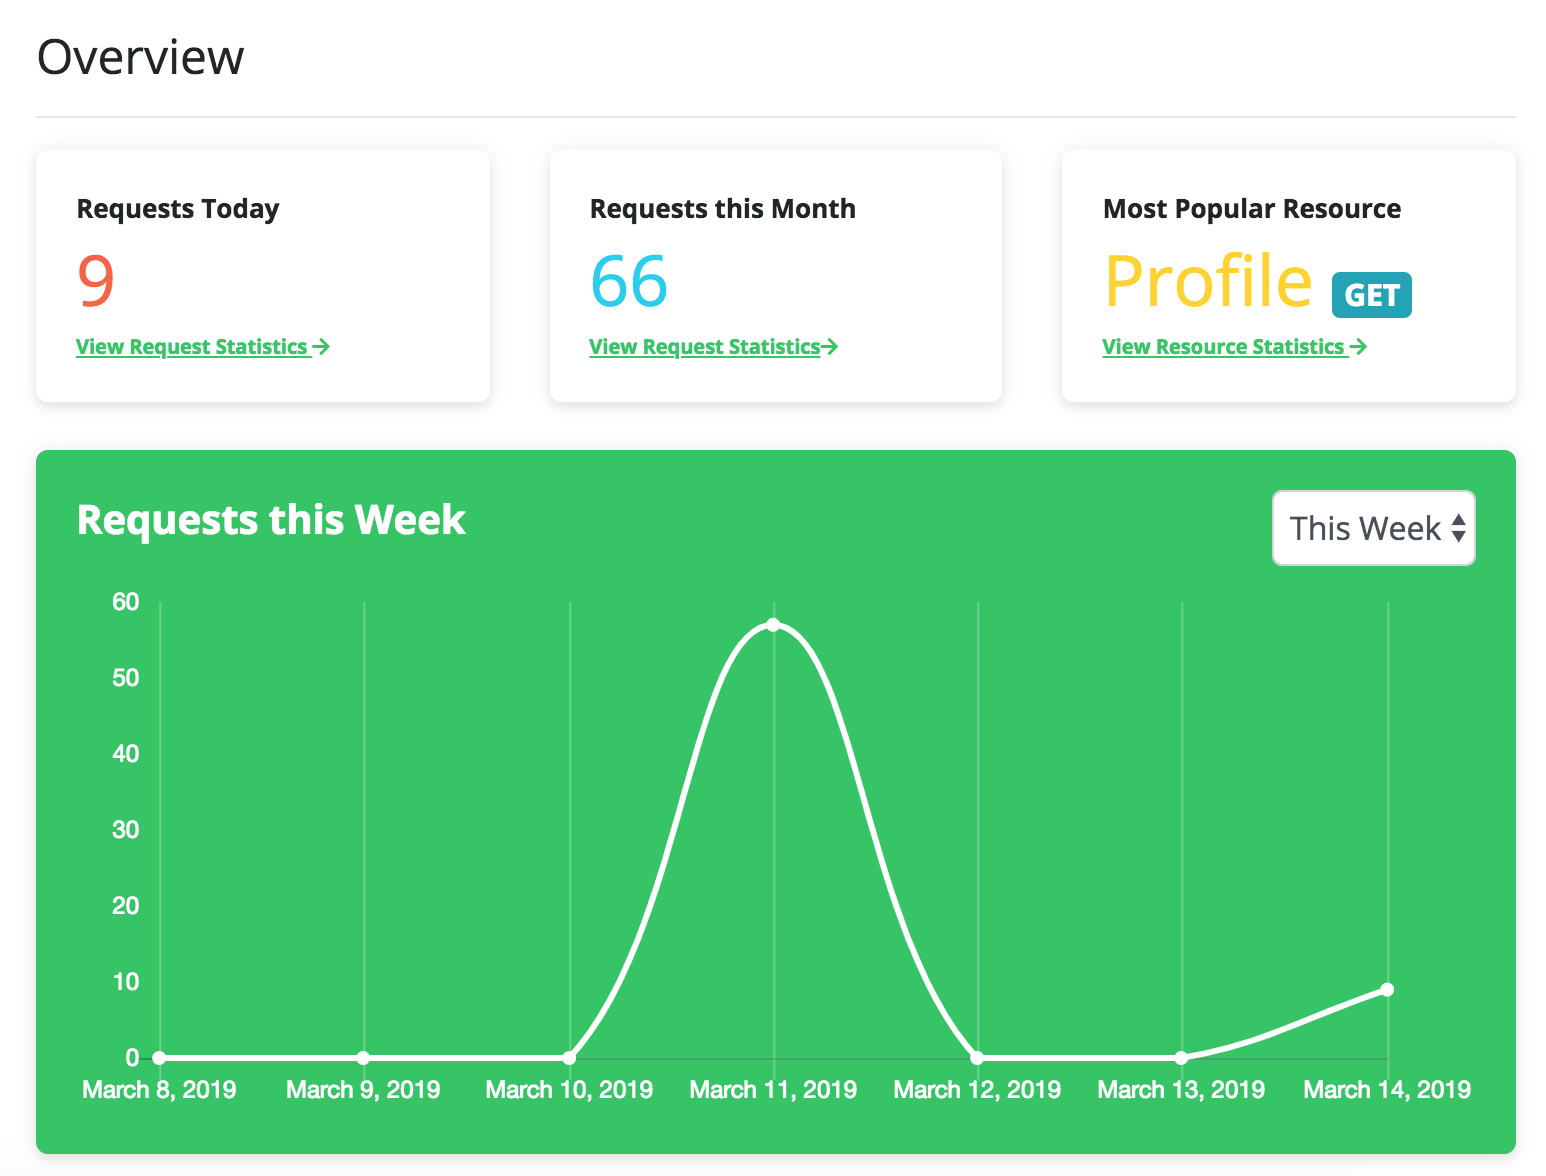 Overview
Requests Today
9
View Request Statistics
Requests this Month
66
View Request Statistics
Most Popular Resource
Profile GET
View Resource Statistics
Requests this Week
This Week
60
50
40
30
20
10
0
March 8, 2019
March 9, 2019
March 10, 2019
March 11, 2019
March 12, 2019
March 13, 2019
March 14, 2019